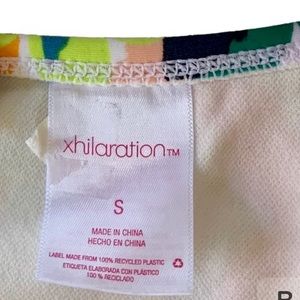 xhilaration™
S
MADE IN CHINA
HECHO EN CHINA
LABEL MADE FROM 100% RECYCLED PLASTIC
ETIQUETA ELABORADA CON PLÁSTICO
100 % RECICLADO